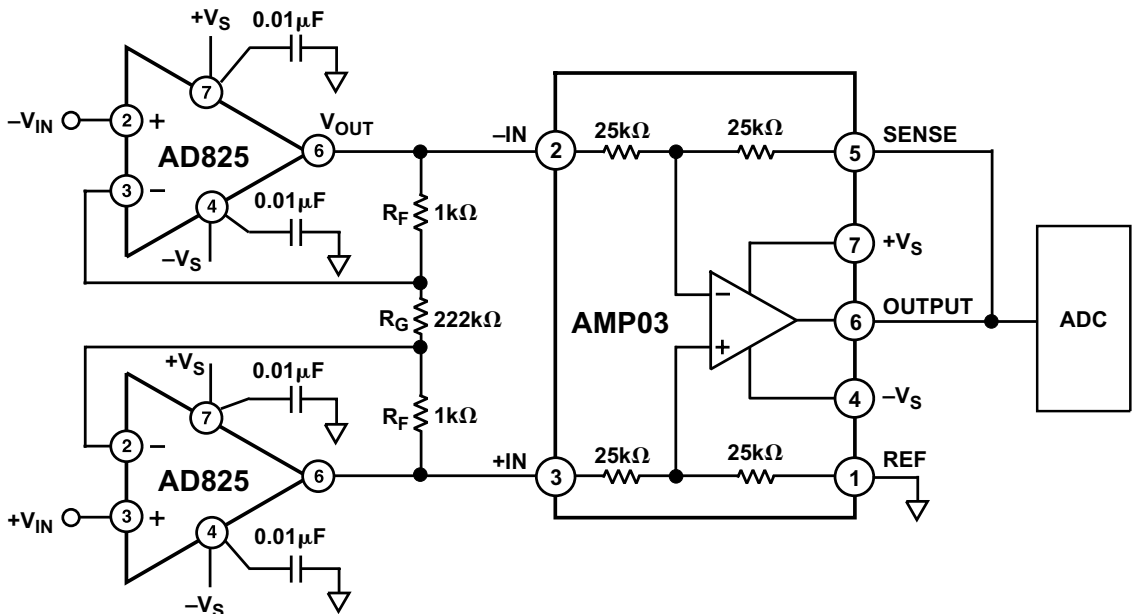 +VS 0.01μF
7
–VIN 2 +
AD825
VOUT
6
3 –
4 0.01μF
–VS
RF 1kΩ
RG 222kΩ
+VS 0.01μF
7
2 –
AD825
6
+VIN 3 +
4 0.01μF
–VS
RF 1kΩ
–IN 2 25kΩ 25kΩ 5 SENSE
7 +VS
AMP03
–
+
6 OUTPUT
4 –VS
+IN 3 25kΩ 25kΩ 1 REF
ADC